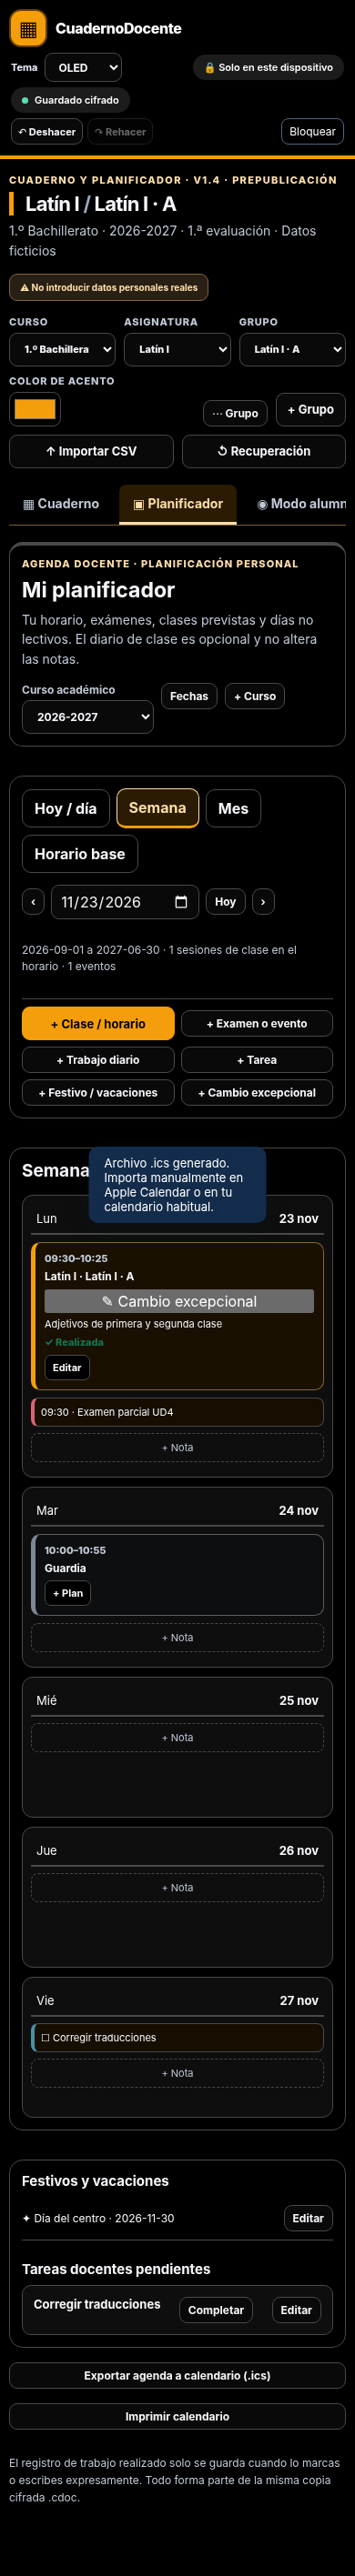 CuadernoDocente
Tema OLED 🔒 Solo en este dispositivo
Guardado cifrado
↶ Deshacer ↷ Rehacer Bloquear
CUADERNO Y PLANIFICADOR · V1.4 · PREPUBLICACIÓN
Latín I / Latín I · A
1.º Bachillerato · 2026-2027 · 1.ª evaluación · Datos
ficticios
⚠ No introducir datos personales reales
CURSO ASIGNATURA GRUPO
1.º Bachillera Latín I Latín I · A
COLOR DE ACENTO
⋯ Grupo + Grupo
↑ Importar CSV ↺ Recuperación
▦ Cuaderno ▣ Planificador ◉ Modo alumn
AGENDA DOCENTE · PLANIFICACIÓN PERSONAL
Mi planificador
Tu horario, exámenes, clases previstas y días no
lectivos. El diario de clase es opcional y no altera
las notas.
Curso académico
2026-2027 Fechas + Curso
Hoy / día Semana Mes
Horario base
‹ 11/23/2026 Hoy ›
2026-09-01 a 2027-06-30 · 1 sesiones de clase en el
horario · 1 eventos
+ Clase / horario + Examen o evento
+ Trabajo diario + Tarea
+ Festivo / vacaciones + Cambio excepcional
Semana
Archivo .ics generado.
Importa manualmente en
Apple Calendar o en tu
calendario habitual.
Lun 23 nov
09:30–10:25
Latín I · Latín I · A
✎ Cambio excepcional
Adjetivos de primera y segunda clase
✓ Realizada
Editar
09:30 · Examen parcial UD4
+ Nota
Mar 24 nov
10:00–10:55
Guardia
+ Plan
+ Nota
Mié 25 nov
+ Nota
Jue 26 nov
+ Nota
Vie 27 nov
☐ Corregir traducciones
+ Nota
Festivos y vacaciones
✦ Día del centro · 2026-11-30 Editar
Tareas docentes pendientes
Corregir traducciones Completar Editar
Exportar agenda a calendario (.ics)
Imprimir calendario
El registro de trabajo realizado solo se guarda cuando lo marcas
o escribes expresamente. Todo forma parte de la misma copia
cifrada .cdoc.